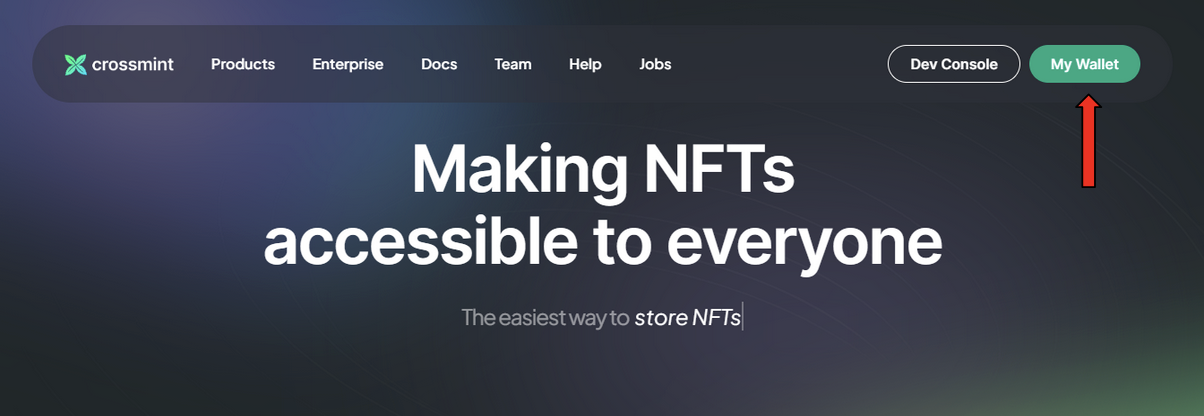 crossmint Products Enterprise Docs Team Help Jobs Dev Console My Wallet
Making NFTs
accessible to everyone
The easiest way to store NFTs